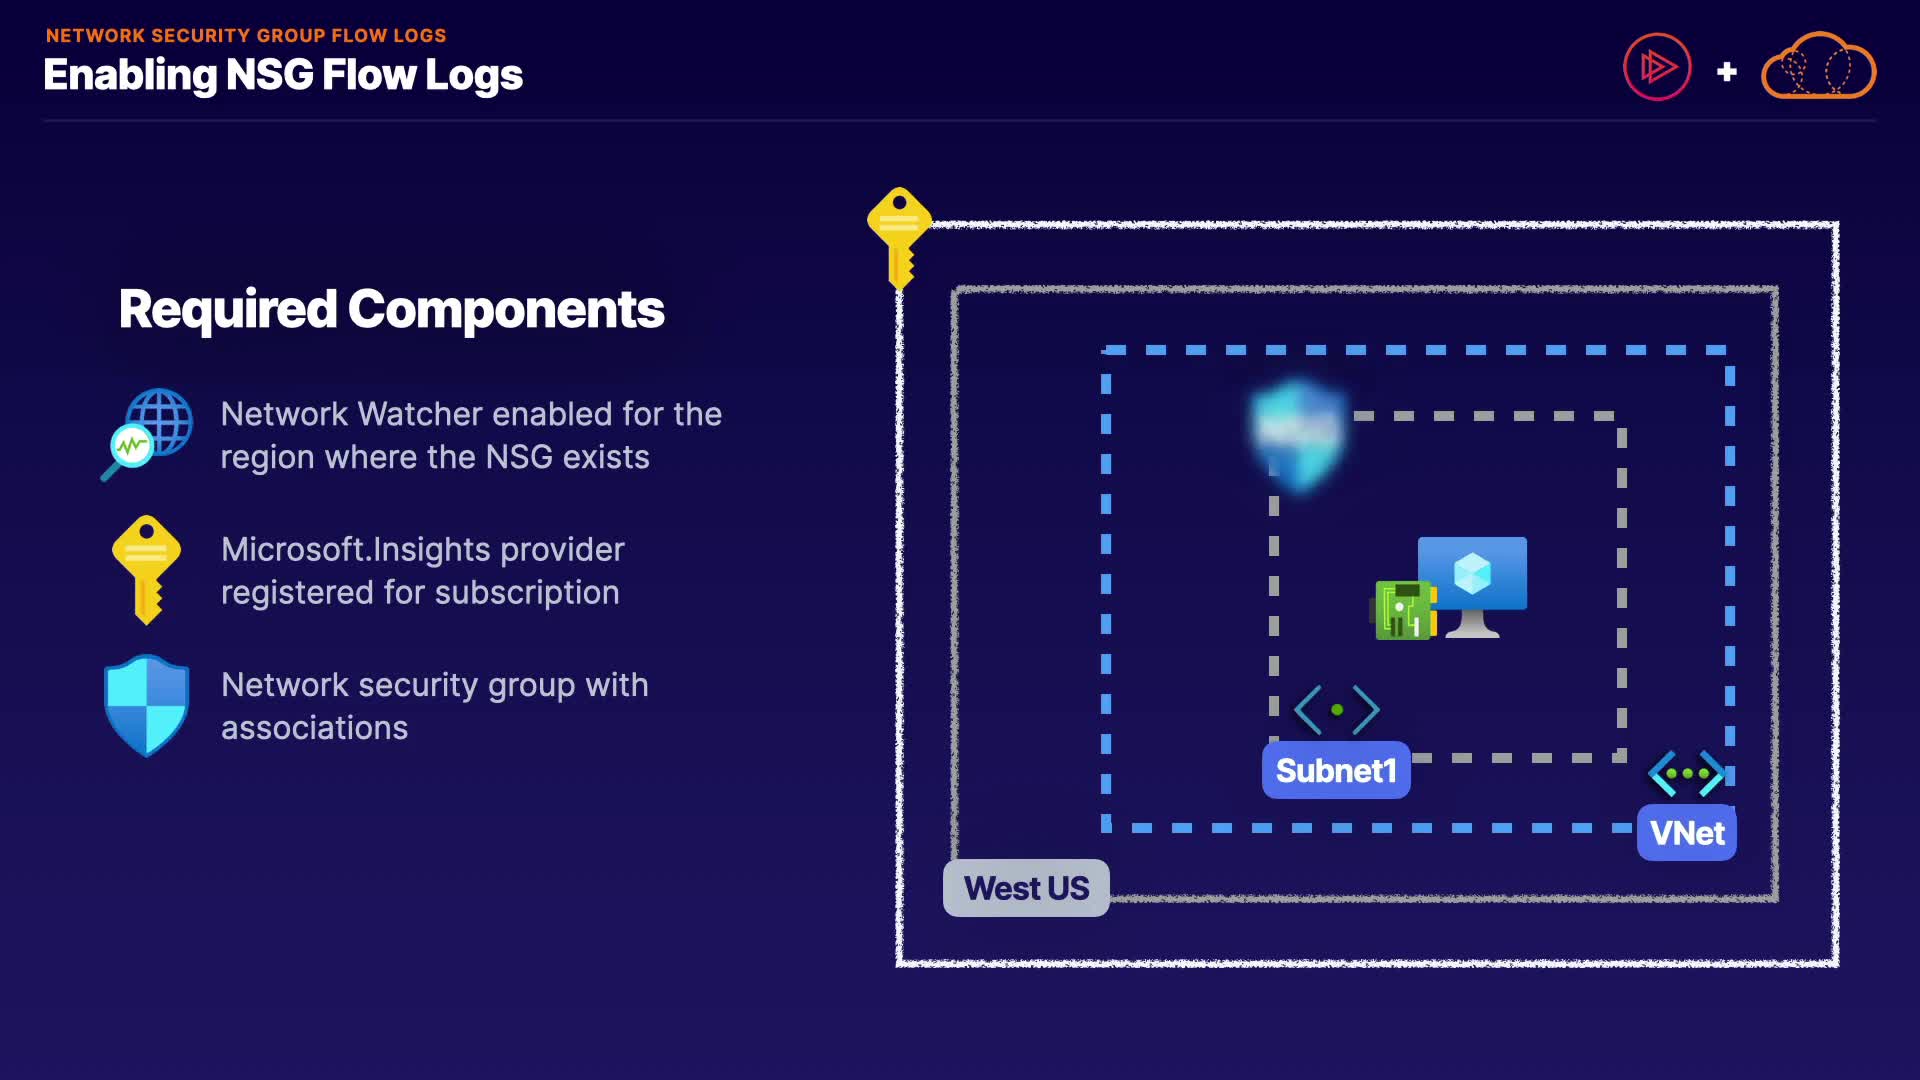 NETWORK SECURITY GROUP FLOW LOGS
Enabling NSG Flow Logs
Required Components
Network Watcher enabled for the
region where the NSG exists
Microsoft.Insights provider
registered for subscription
Network security group with
associations
Subnet1
VNet
West US